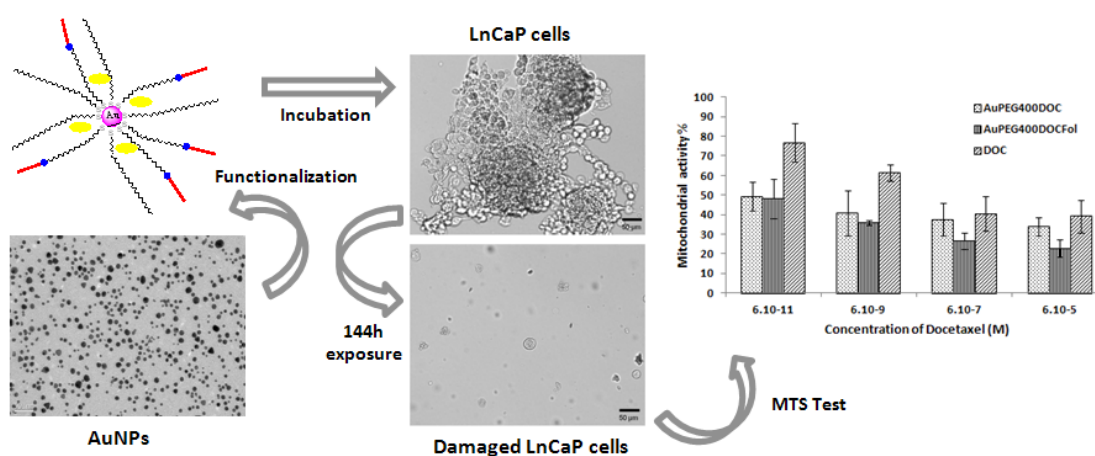 LnCaP cells
Au
Incubation
Functionalization
50 µm
144h
exposure
50 µm
AuNPs
Damaged LnCaP cells
MTS Test
Mitochondrial activity %
100
90
80
70
60
50
40
30
20
10
0
AuPEG400DOC
AuPEG400DOCFol
DOC
6.10-11 6.10-9 6.10-7 6.10-5
Concentration of Docetaxel (M)